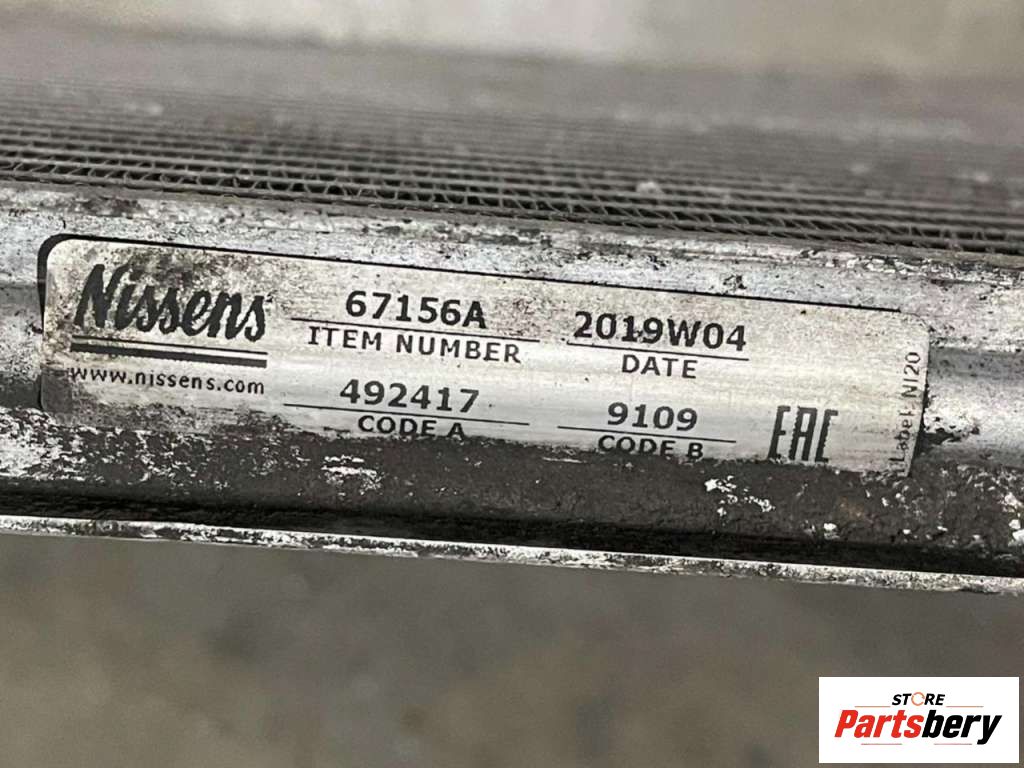 Nissens
www.nissens.com
67156A
ITEM NUMBER
2019W04
DATE
492417
CODE A
9109
CODE B
EAC
Label NI20
STORE
Partsbery